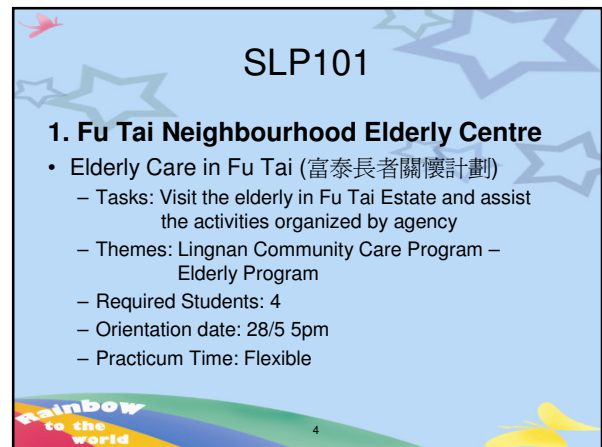 SLP101
1. Fu Tai Neighbourhood Elderly Centre
• Elderly Care in Fu Tai (富泰長者關懷計劃)
– Tasks: Visit the elderly in Fu Tai Estate and assist
the activities organized by agency
– Themes: Lingnan Community Care Program –
Elderly Program
– Required Students: 4
– Orientation date: 28/5 5pm
– Practicum Time: Flexible
Rainbow
to the
world
4